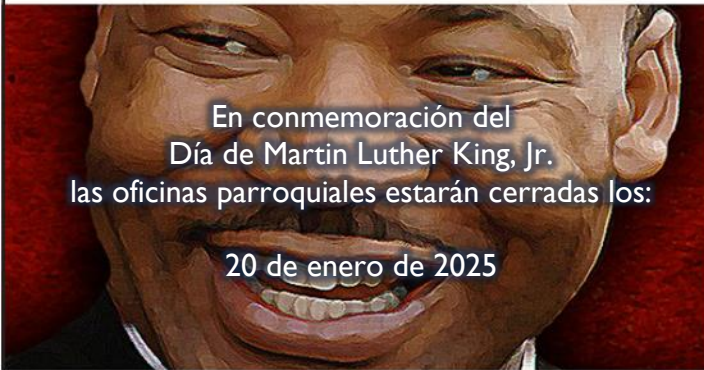 En conmemoración del
Día de Martin Luther King, Jr.
las oficinas parroquiales estarán cerradas los:
20 de enero de 2025